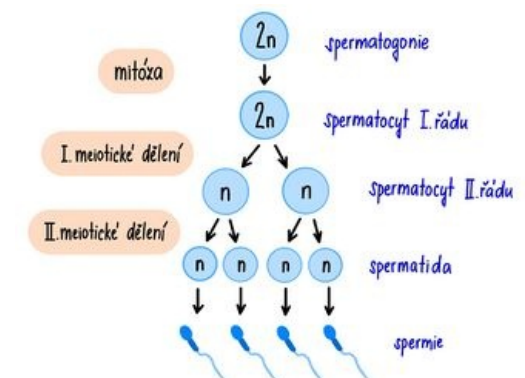 2n spermatogonie
mitóza
2n spermatocyt I.řádu
I.meiotické dělení
n n spermatocyt II.řádu
II.meiotické dělení
n n n n spermatida
spermie